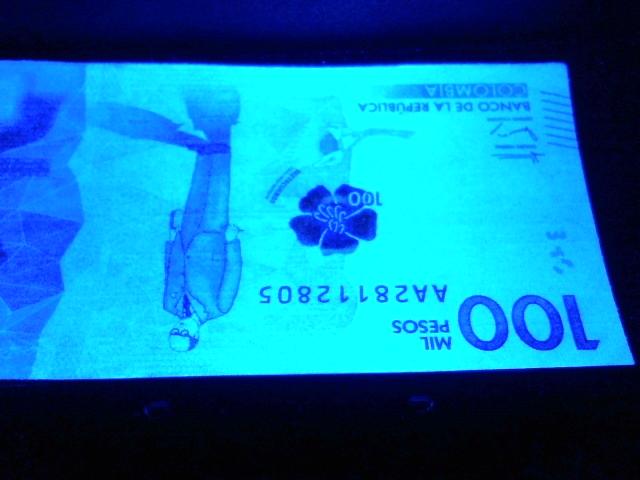 100
MIL
PESOS
AA28112805
100
BANCO DE LA REPÚBLICA
COLOMBIA